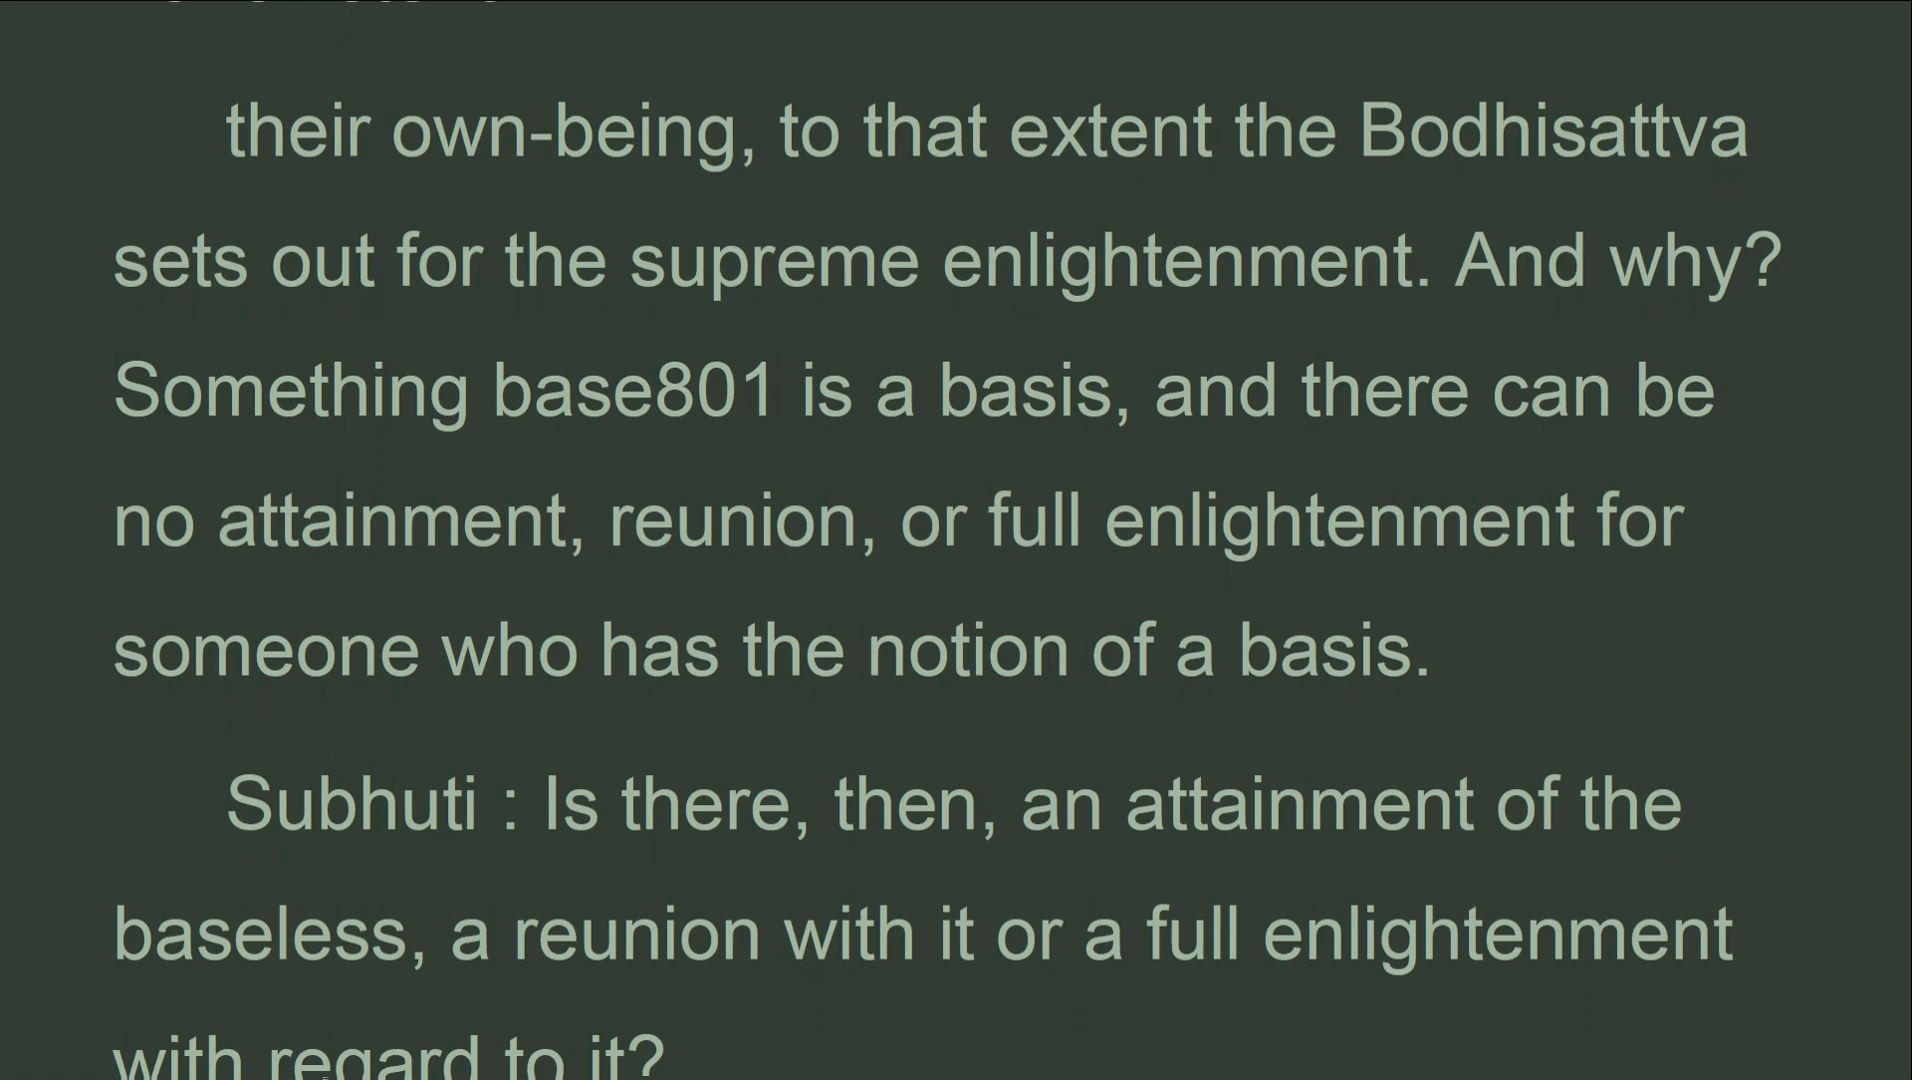 their own-being, to that extent the Bodhisattva
sets out for the supreme enlightenment. And why?
Something base801 is a basis, and there can be
no attainment, reunion, or full enlightenment for
someone who has the notion of a basis.
Subhuti : Is there, then, an attainment of the
baseless, a reunion with it or a full enlightenment
with regard to it?